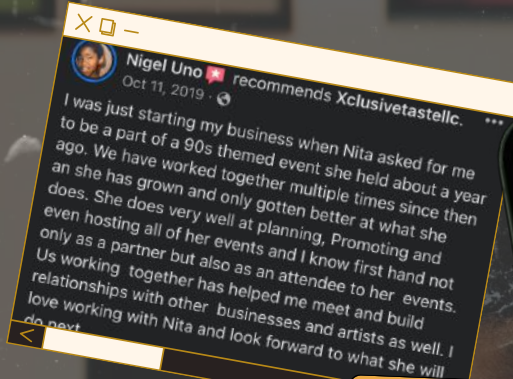 Nigel Uno recommends Xclusivetastellc.
Oct 11, 2019 ·
I was just starting my business when Nita asked for me
to be a part of a 90s themed event she held about a year
ago. We have worked together multiple times since then
an she has grown and only gotten better at what she
does. She does very well at planning, Promoting and
even hosting all of her events and I know first hand not
only as a partner but also as an attendee to her events.
Us working together has helped me meet and build
relationships with other businesses and artists as well. I
love working with Nita and look forward to what she will
do next